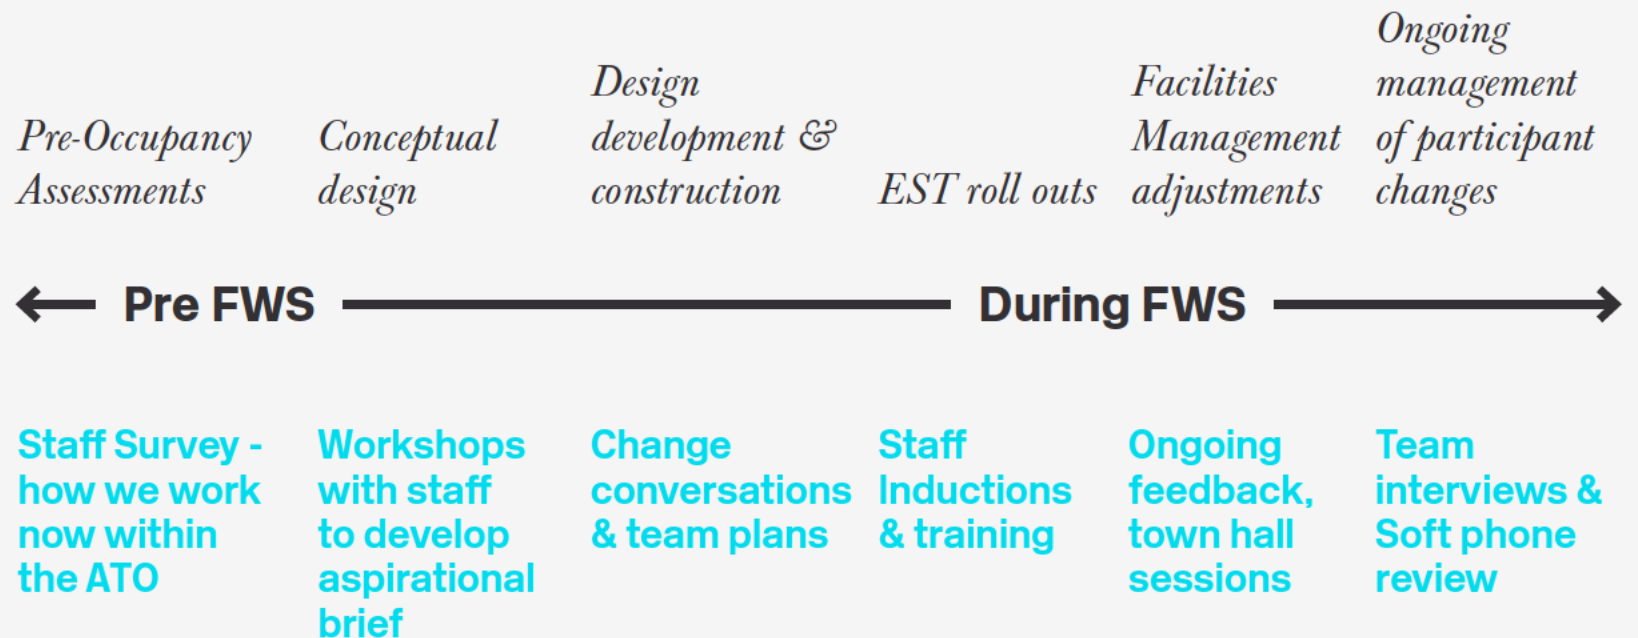 Pre-Occupancy
Assessments
Conceptual
design
Design
development &
construction
EST roll outs
Facilities
Management
adjustments
Ongoing
management
of participant
changes
Pre FWS
During FWS
Staff Survey -
how we work
now within
the ATO
Workshops
with staff
to develop
aspirational
brief
Change
conversations
& team plans
Staff
Inductions
& training
Ongoing
feedback,
town hall
sessions
Team
interviews &
Soft phone
review